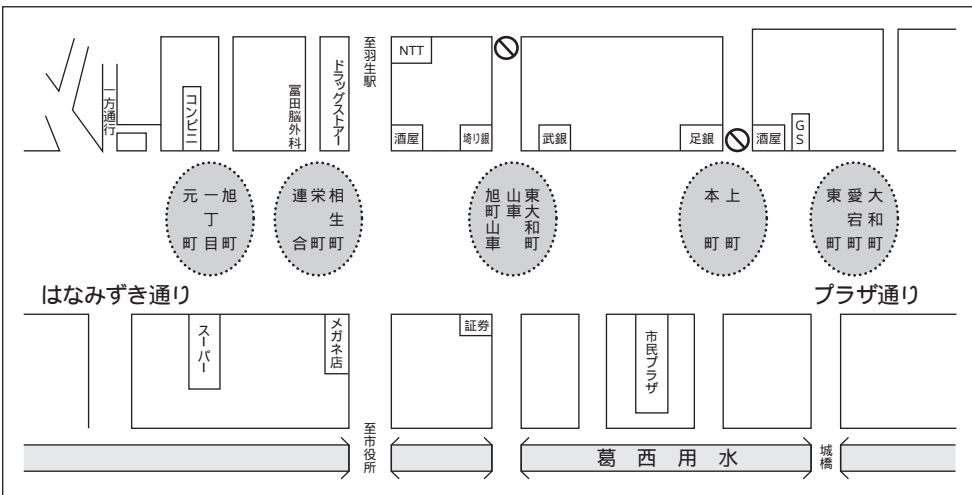 一方通行
コンビニ
冨田脳外科
ドラッグストアー
至羽生駅
NTT
酒屋
埼り銀
武銀
足銀
酒屋
GS
旭町
一丁目
元町
相生町
栄町
連合
東大和町
山車
旭町山車
上町
本町
大和町
愛宕町
東町
はなみずき通り
プラザ通り
スーパー
メガネ店
証券
市民プラザ
至市役所
葛西用水
城橋